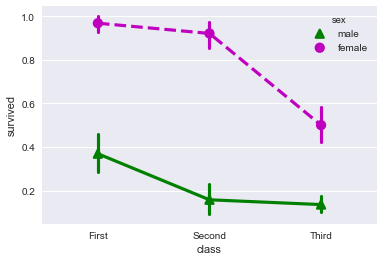 1.0
0.8
0.6
0.4
0.2
survived
First
Second
Third
class
sex
male
female